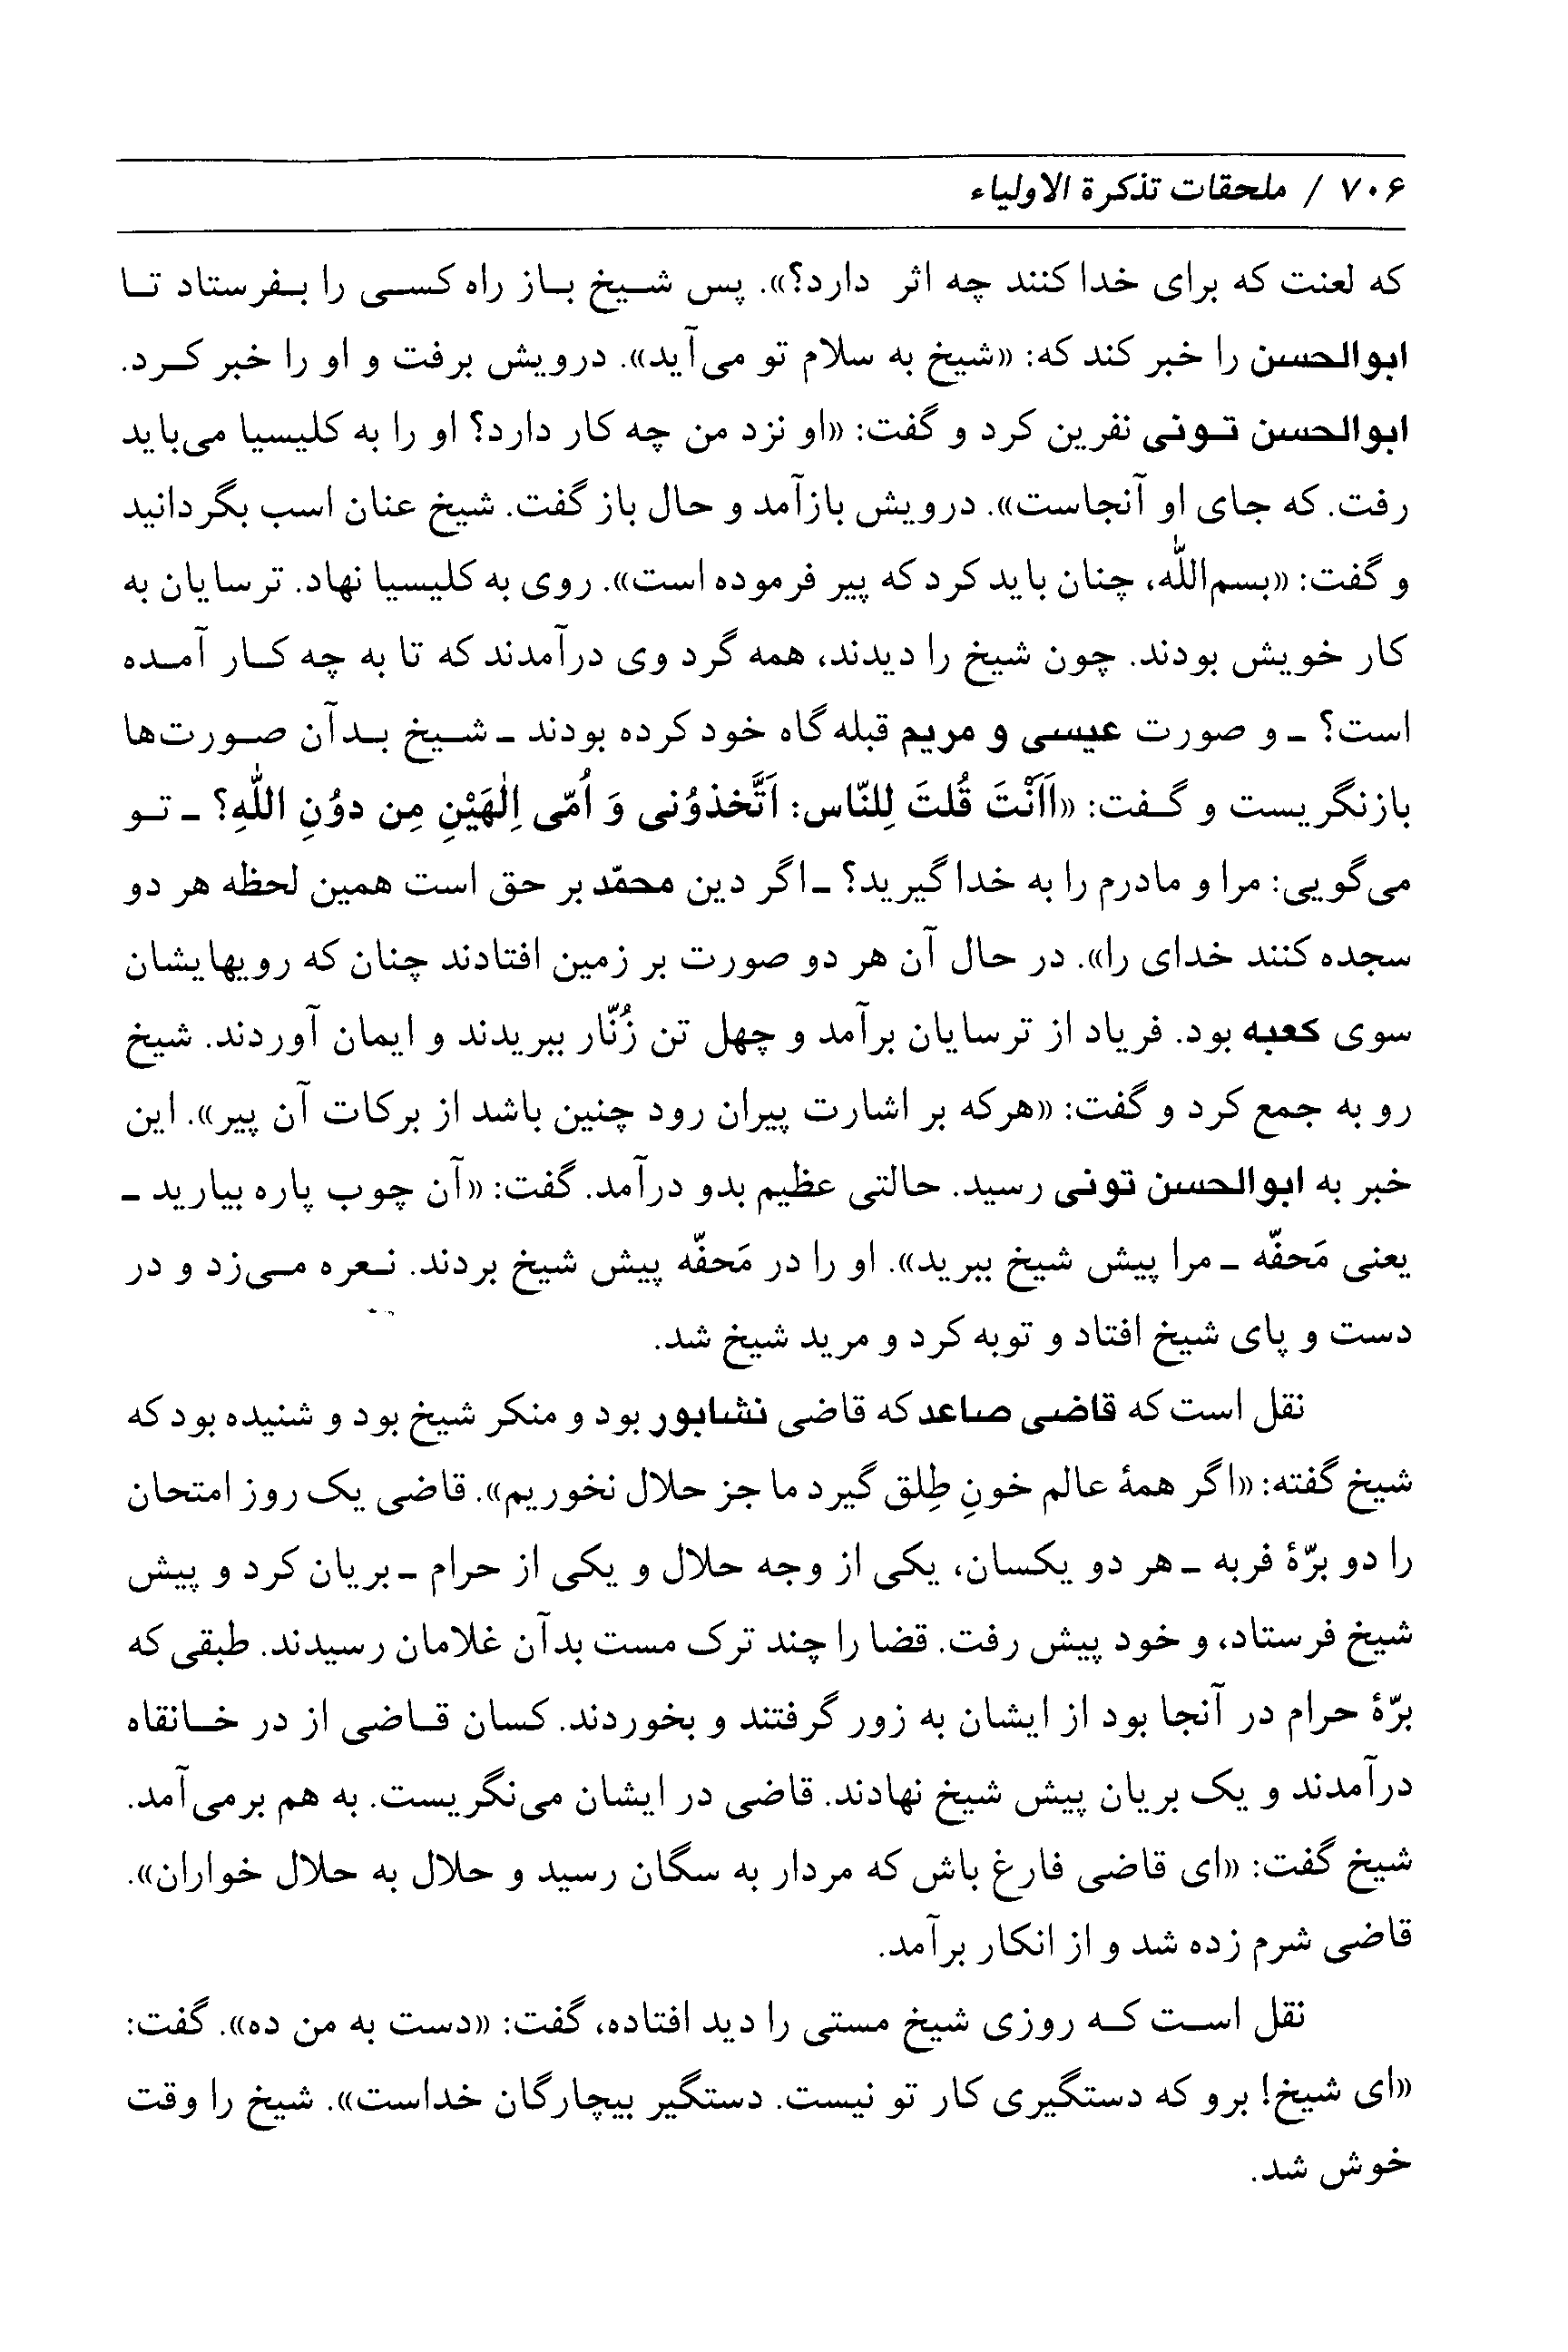 ۷۰۶ / ملحقات تذکرة الاولیاء
که لعنت که برای خدا کنند چه اثر دارد؟». پس شیخ باز راه کسی را بفرستاد تا
ابوالحسن را خبر کند که: «شیخ به سلام تو می‌آید». درویش برفت و او را خبر کرد.
ابوالحسن تونی نفرین کرد و گفت: «او نزد من چه کار دارد؟ او را به کلیسیا می‌باید
رفت. که جای او آنجاست». درویش بازآمد و حال باز گفت. شیخ عنان اسب بگردانید
و گفت: «بسم‌اللّٰه، چنان باید کرد که پیر فرموده است». روی به کلیسیا نهاد. ترسایان به
کار خویش بودند. چون شیخ را دیدند، همه گرد وی درآمدند که تا به چه کار آمده
است؟ ـ و صورت عیسی و مریم قبله گاه خود کرده بودند ـ شیخ بدآن صورت‌ها
بازنگریست و گفت: «اَاَنْتَ قُلتَ لِلنّاس: اَتَّخذوُنی وَ اُمّی اِلٰهَیْنِ مِن دوُنِ اللّٰهِ؟ ـ تو
می‌گویی: مرا و مادرم را به خدا گیرید؟ ـ اگر دین محمّد بر حق است همین لحظه هر دو
سجده کنند خدای را». در حال آن هر دو صورت بر زمین افتادند چنان که رویهایشان
سوی کعبه بود. فریاد از ترسایان برآمد و چهل تن زُنّار ببریدند و ایمان آوردند. شیخ
رو به جمع کرد و گفت: «هرکه بر اشارت پیران رود چنین باشد از برکات آن پیر». این
خبر به ابوالحسن تونی رسید. حالتی عظیم بدو درآمد. گفت: «آن چوب پاره بیارید ـ
یعنی مَحفّه ـ مرا پیش شیخ ببرید». او را در مَحفّه پیش شیخ بردند. نعره می‌زد و در
دست و پای شیخ افتاد و توبه کرد و مرید شیخ شد.
نقل است که قاضی صاعد که قاضی نشابور بود و منکر شیخ بود و شنیده بود که
شیخ گفته: «اگر همهٔ عالم خونِ طِلق گیرد ما جز حلال نخوریم». قاضی یک روز امتحان
را دو برّهٔ فربه ـ هر دو یکسان، یکی از وجه حلال و یکی از حرام ـ بریان کرد و پیش
شیخ فرستاد، و خود پیش رفت. قضا را چند ترک مست بدآن غلامان رسیدند. طبقی که
برّهٔ حرام در آنجا بود از ایشان به زور گرفتند و بخوردند. کسان قاضی از در خانقاه
درآمدند و یک بریان پیش شیخ نهادند. قاضی در ایشان می‌نگریست. به هم برمی‌آمد.
شیخ گفت: «ای قاضی فارغ باش که مردار به سگان رسید و حلال به حلال خواران».
قاضی شرم زده شد و از انکار برآمد.
نقل است که روزی شیخ مستی را دید افتاده، گفت: «دست به من ده». گفت:
«ای شیخ! برو که دستگیری کار تو نیست. دستگیر بیچارگان خداست». شیخ را وقت
خوش شد.